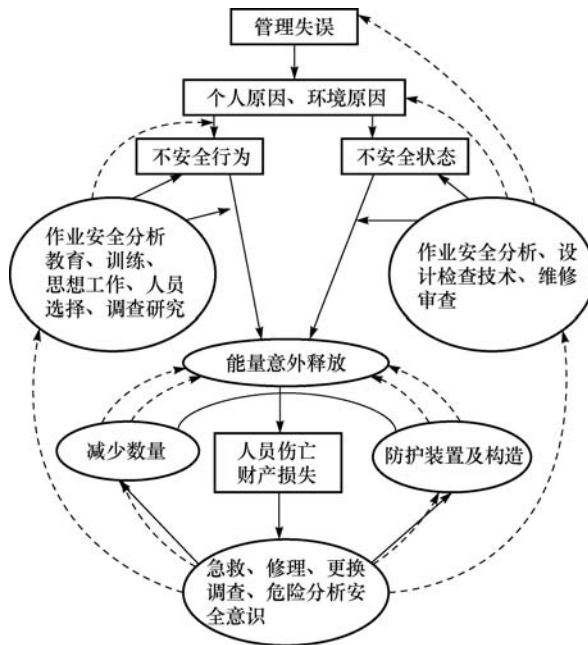 管理失误
个人原因、环境原因
不安全行为
不安全状态
作业安全分析
教育、训练、
思想工作、人员
选择、调查研究
作业安全分析、设
计检查技术、维修
审查
能量意外释放
减少数量
人员伤亡
财产损失
防护装置及构造
急救、修理、更换
调查、危险分析安
全意识